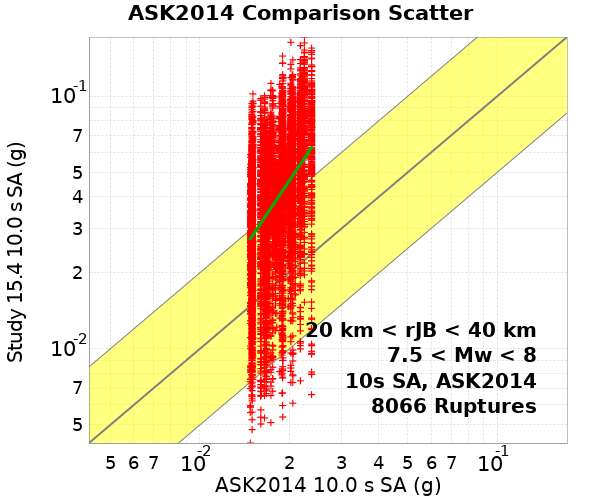 ASK2014 Comparison Scatter
Study 15.4 10.0 s SA (g)
10-1
7
5
4
3
2
10-2
7
5
20 km < rJB < 40 km
7.5 < Mw < 8
10s SA, ASK2014
8066 Ruptures
5 6 7 10-2 2 3 4 5 6 7 10-1
ASK2014 10.0 s SA (g)